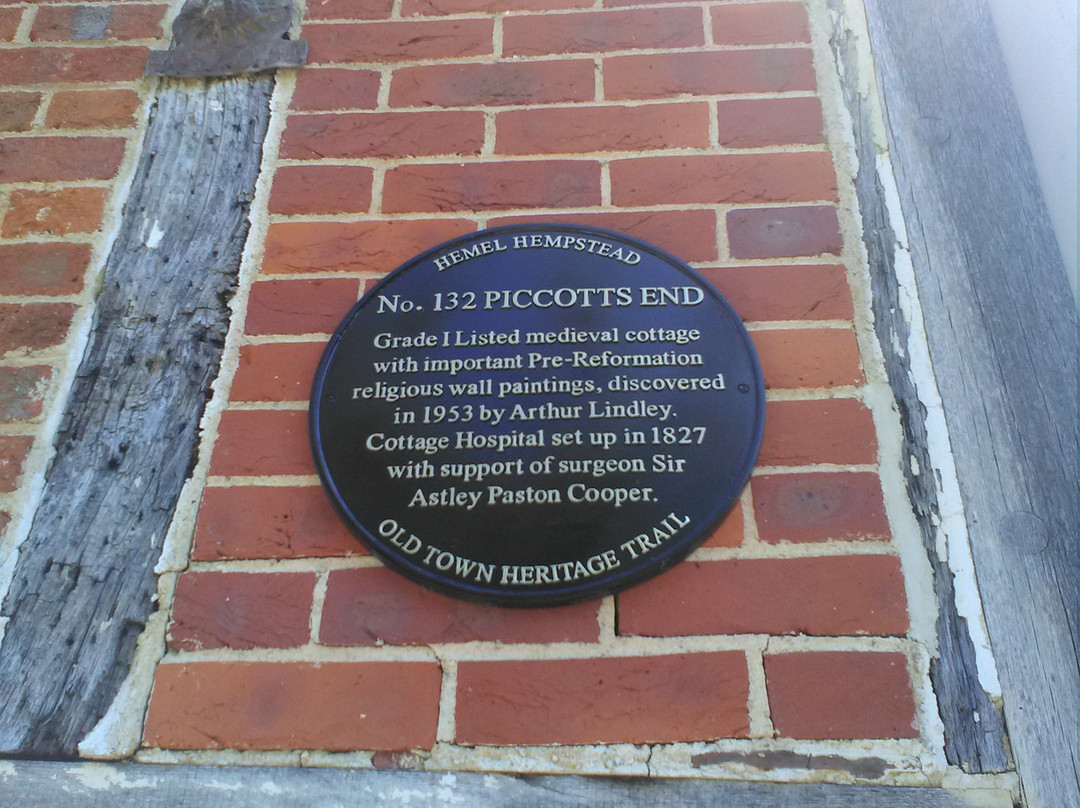 HEMEL HEMPSTEAD
No. 132 PICCOTTS END
Grade I Listed medieval cottage
with important Pre-Reformation
religious wall paintings, discovered
in 1953 by Arthur Lindley.
Cottage Hospital set up in 1827
with support of surgeon Sir
Astley Paston Cooper.
OLD TOWN HERITAGE TRAIL